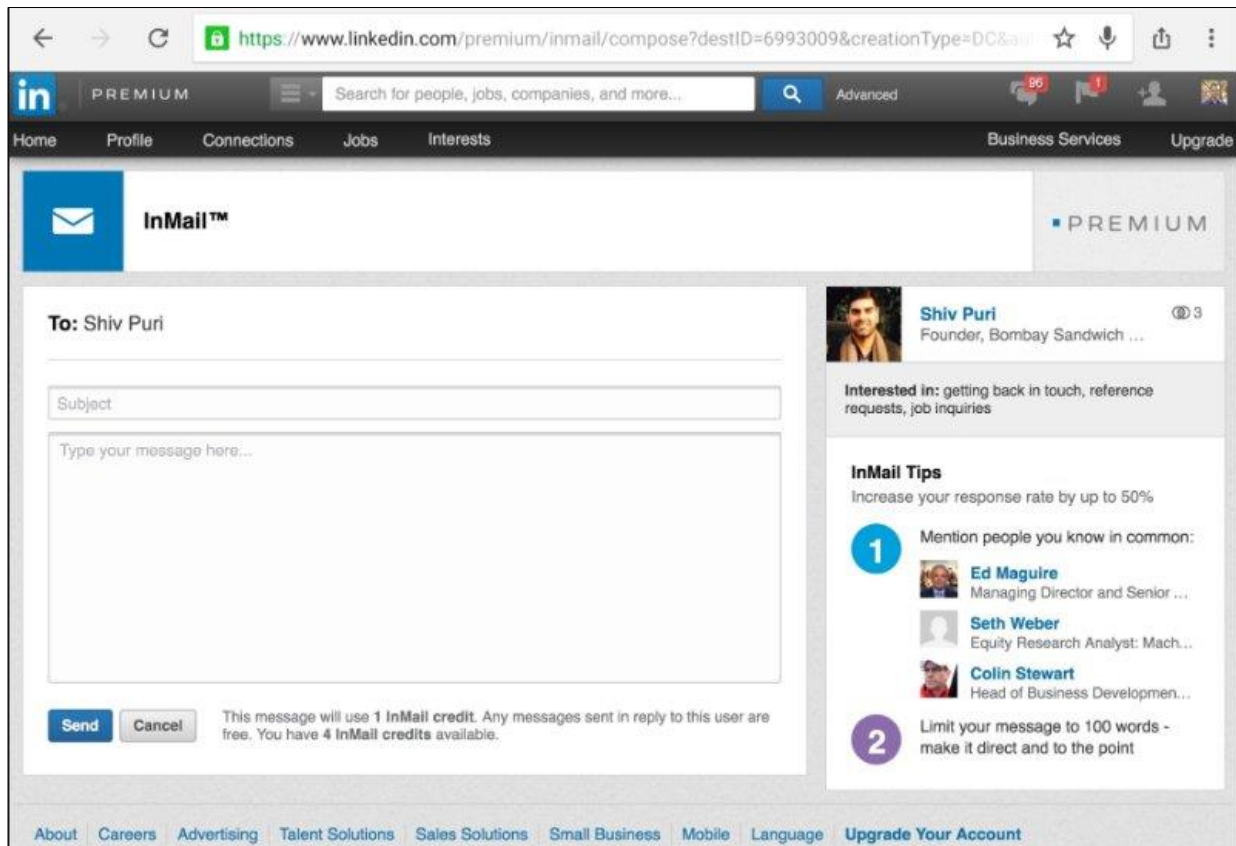 https://www.linkedin.com/premium/inmail/compose?destID=6993009&creationType=DC&
in PREMIUM Search for people, jobs, companies, and more... Advanced 96 1
Home Profile Connections Jobs Interests Business Services Upgrade
InMail™ PREMIUM
To: Shiv Puri
Subject
Type your message here...
Send Cancel
This message will use 1 InMail credit. Any messages sent in reply to this user are
free. You have 4 InMail credits available.
Shiv Puri 3
Founder, Bombay Sandwich ...
Interested in: getting back in touch, reference
requests, job inquiries
InMail Tips
Increase your response rate by up to 50%
1 Mention people you know in common:
Ed Maguire
Managing Director and Senior ...
Seth Weber
Equity Research Analyst: Mach...
Colin Stewart
Head of Business Developmen...
2 Limit your message to 100 words -
make it direct and to the point
About Careers Advertising Talent Solutions Sales Solutions Small Business Mobile Language Upgrade Your Account